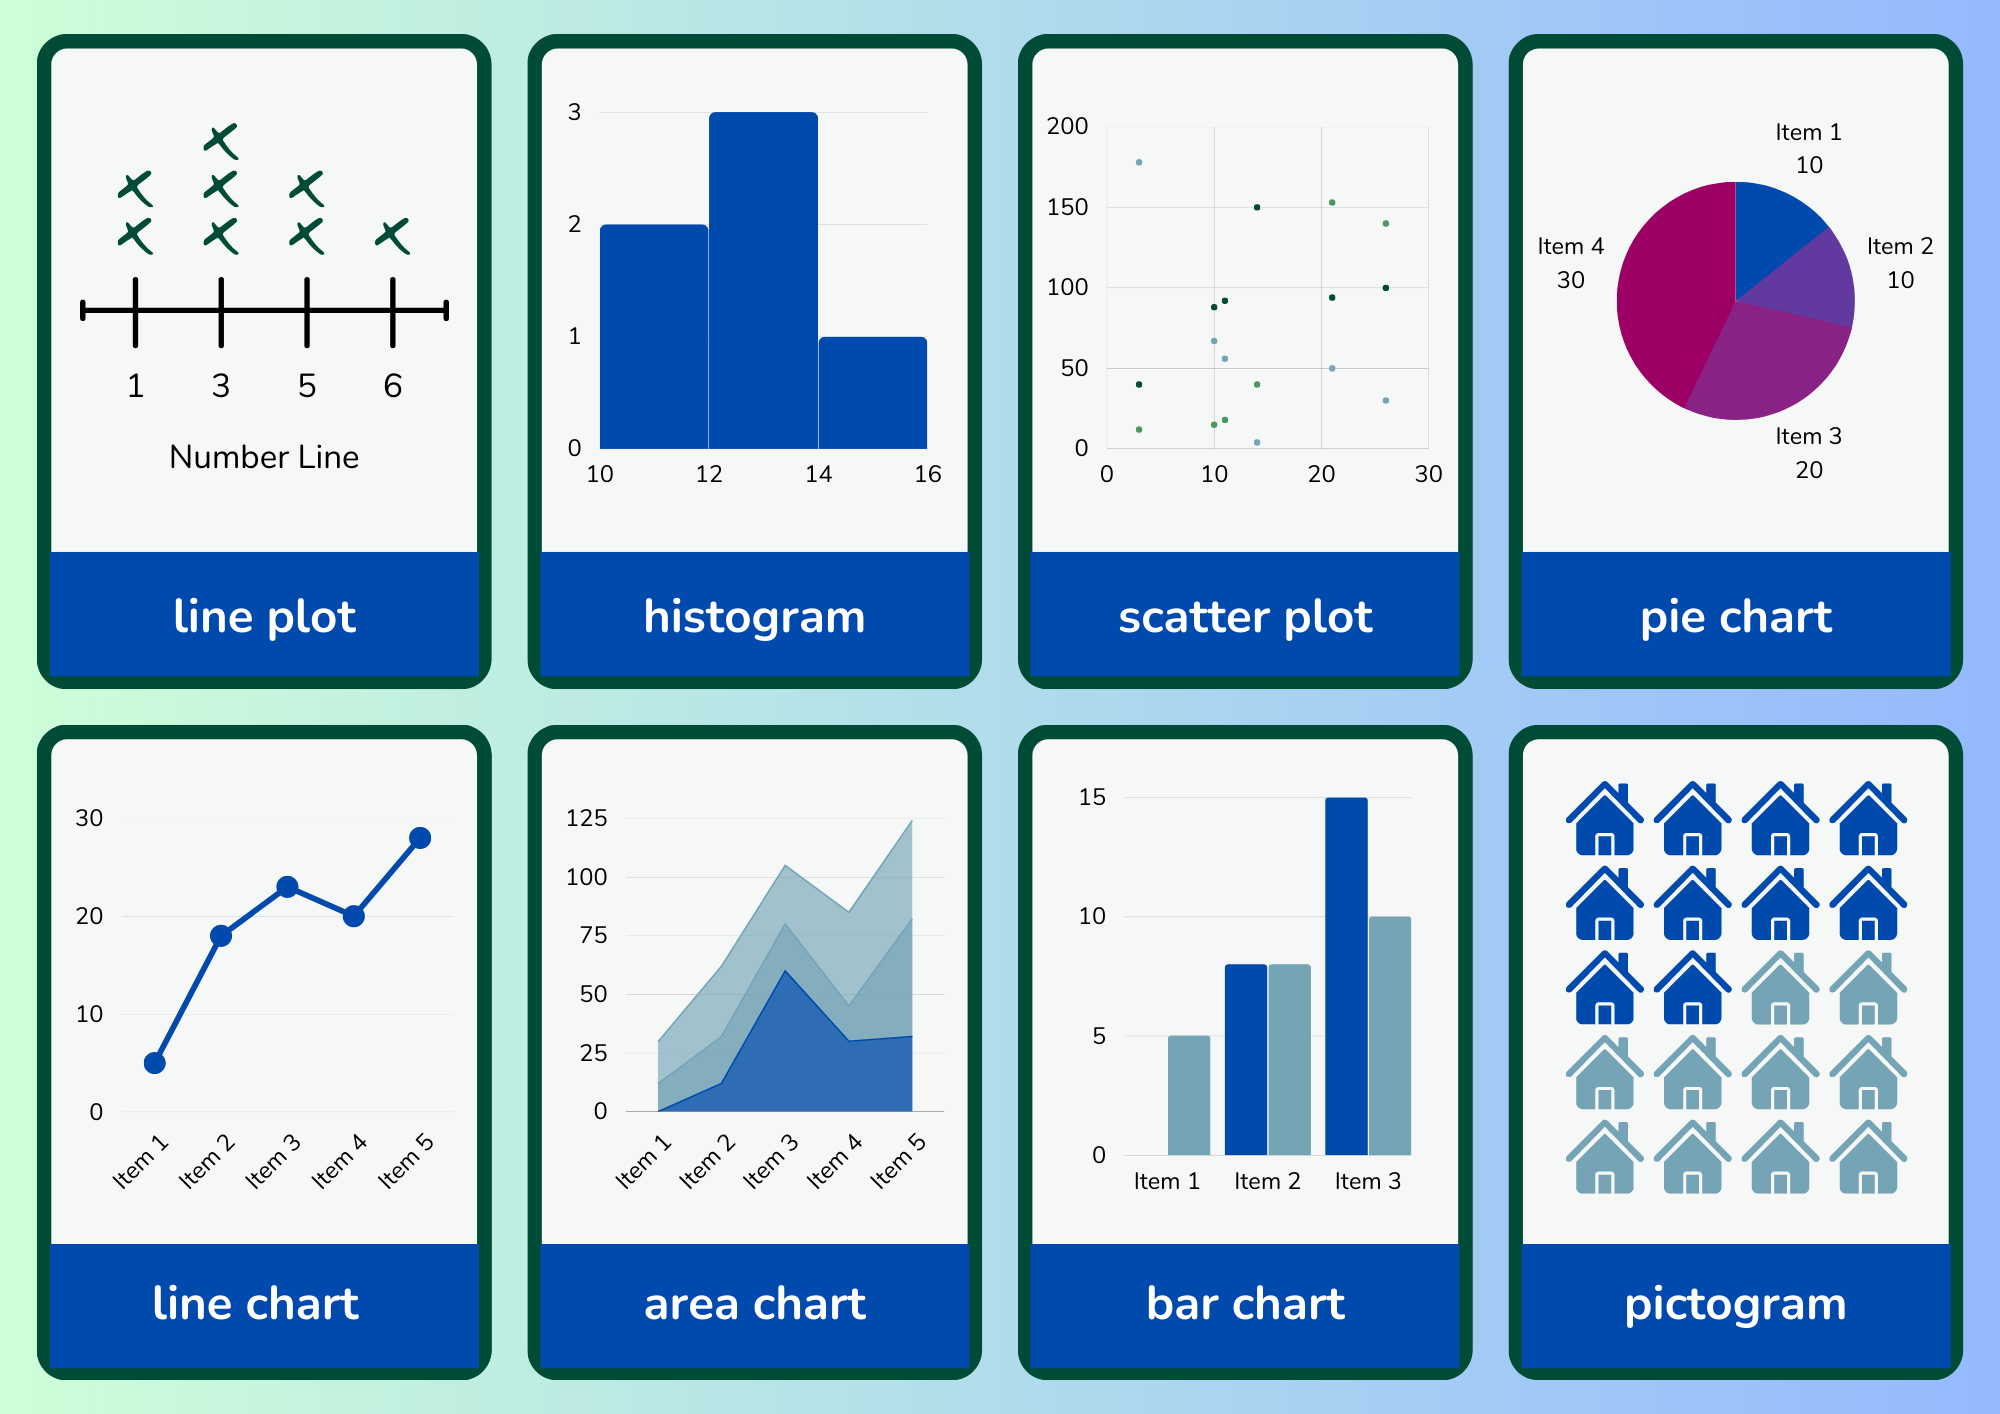 1 3 5 6
Number Line
line plot
3
2
1
0
10 12 14 16
histogram
200
150
100
50
0
0 10 20 30
scatter plot
Item 1
10
Item 2
10
Item 3
20
Item 4
30
pie chart
30
20
10
0
Item 1 Item 2 Item 3 Item 4 Item 5
line chart
125
100
75
50
25
0
Item 1 Item 2 Item 3 Item 4 Item 5
area chart
15
10
5
0
Item 1 Item 2 Item 3
bar chart
pictogram